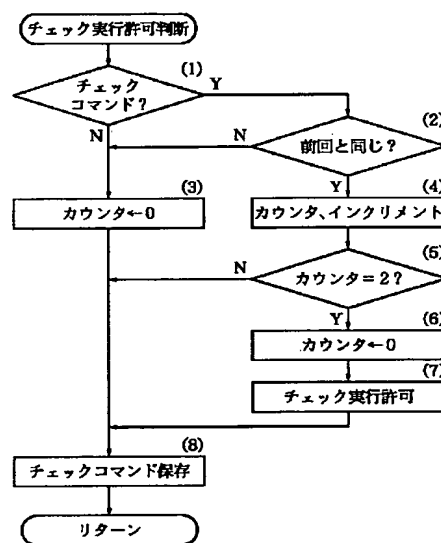 チェック実行許可判断
(1)
チェック
コマンド?
Y
N
(2)
前回と同じ?
N
Y
(3)
カウンタ←0
(4)
カウンタ、インクリメント
(5)
カウンタ=2?
N
Y
(6)
カウンタ←0
(7)
チェック実行許可
(8)
チェックコマンド保存
リターン